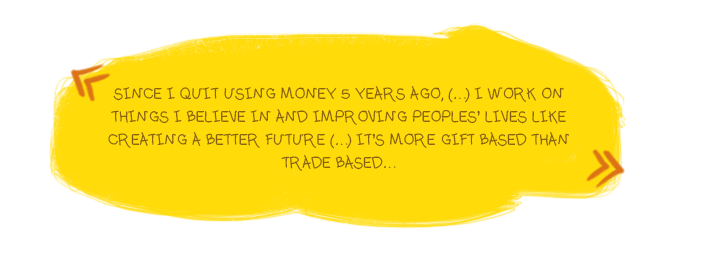 SINCE I QUIT USING MONEY 5 YEARS AGO, (...) I WORK ON
THINGS I BELIEVE IN AND IMPROVING PEOPLES' LIVES LIKE
CREATING A BETTER FUTURE (...) IT'S MORE GIFT BASED THAN
TRADE BASED...